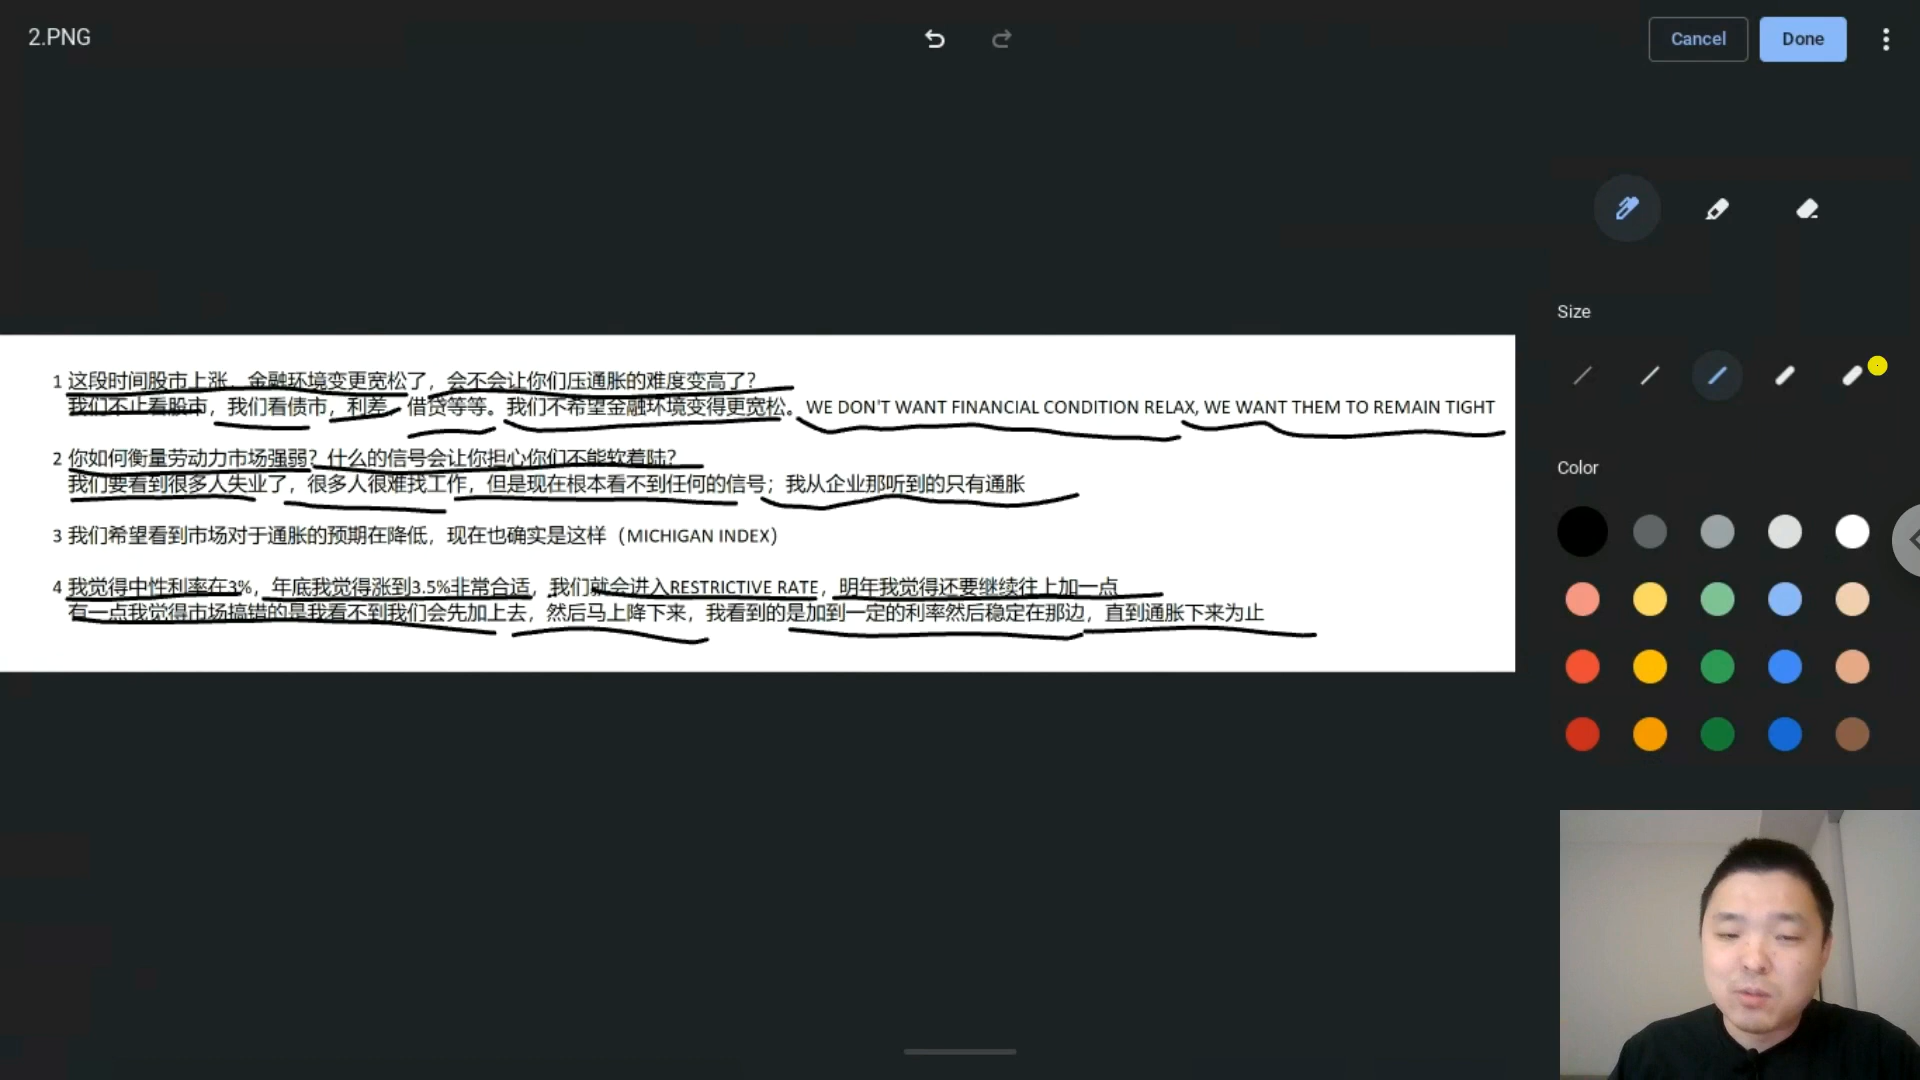 2.PNG
Cancel
Done
Size
1 这段时间股市上涨，金融环境变更宽松了，会不会让你们压通胀的难度变高了？
我们不止看股市，我们看债市，利差，借贷等等。我们不希望金融环境变得更宽松。WE DON'T WANT FINANCIAL CONDITION RELAX, WE WANT THEM TO REMAIN TIGHT
2 你如何衡量劳动力市场强弱？什么的信号会让你担心你们不能软着陆？
我们要看到很多人失业了，很多人很难找工作，但是现在根本看不到任何的信号；我从企业那听到的只有通胀
3 我们希望看到市场对于通胀的预期在降低，现在也确实是这样（MICHIGAN INDEX）
4 我觉得中性利率在3%，年底我觉得涨到3.5%非常合适，我们就会进入RESTRICTIVE RATE，明年我觉得还要继续往上加一点
有一点我觉得市场搞错的是我看不到我们会先加上去，然后马上降下来，我看到的是加到一定的利率然后稳定在那边，直到通胀下来为止
Color